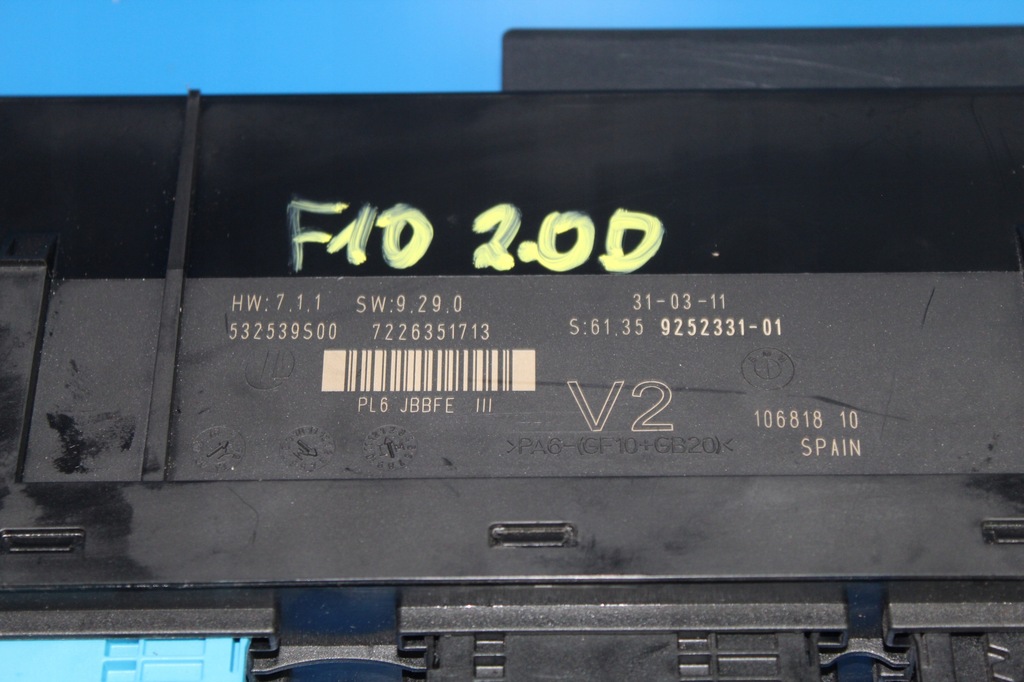 F10 2.0D
HW:7.1.1 SW:9.29.0 31-03-11
532539S00 7226351713 S:61.35 9252331-01
PL6 JBBFE III
V2
106818 10
>PA6-(GF10+GB20)<
SPAIN